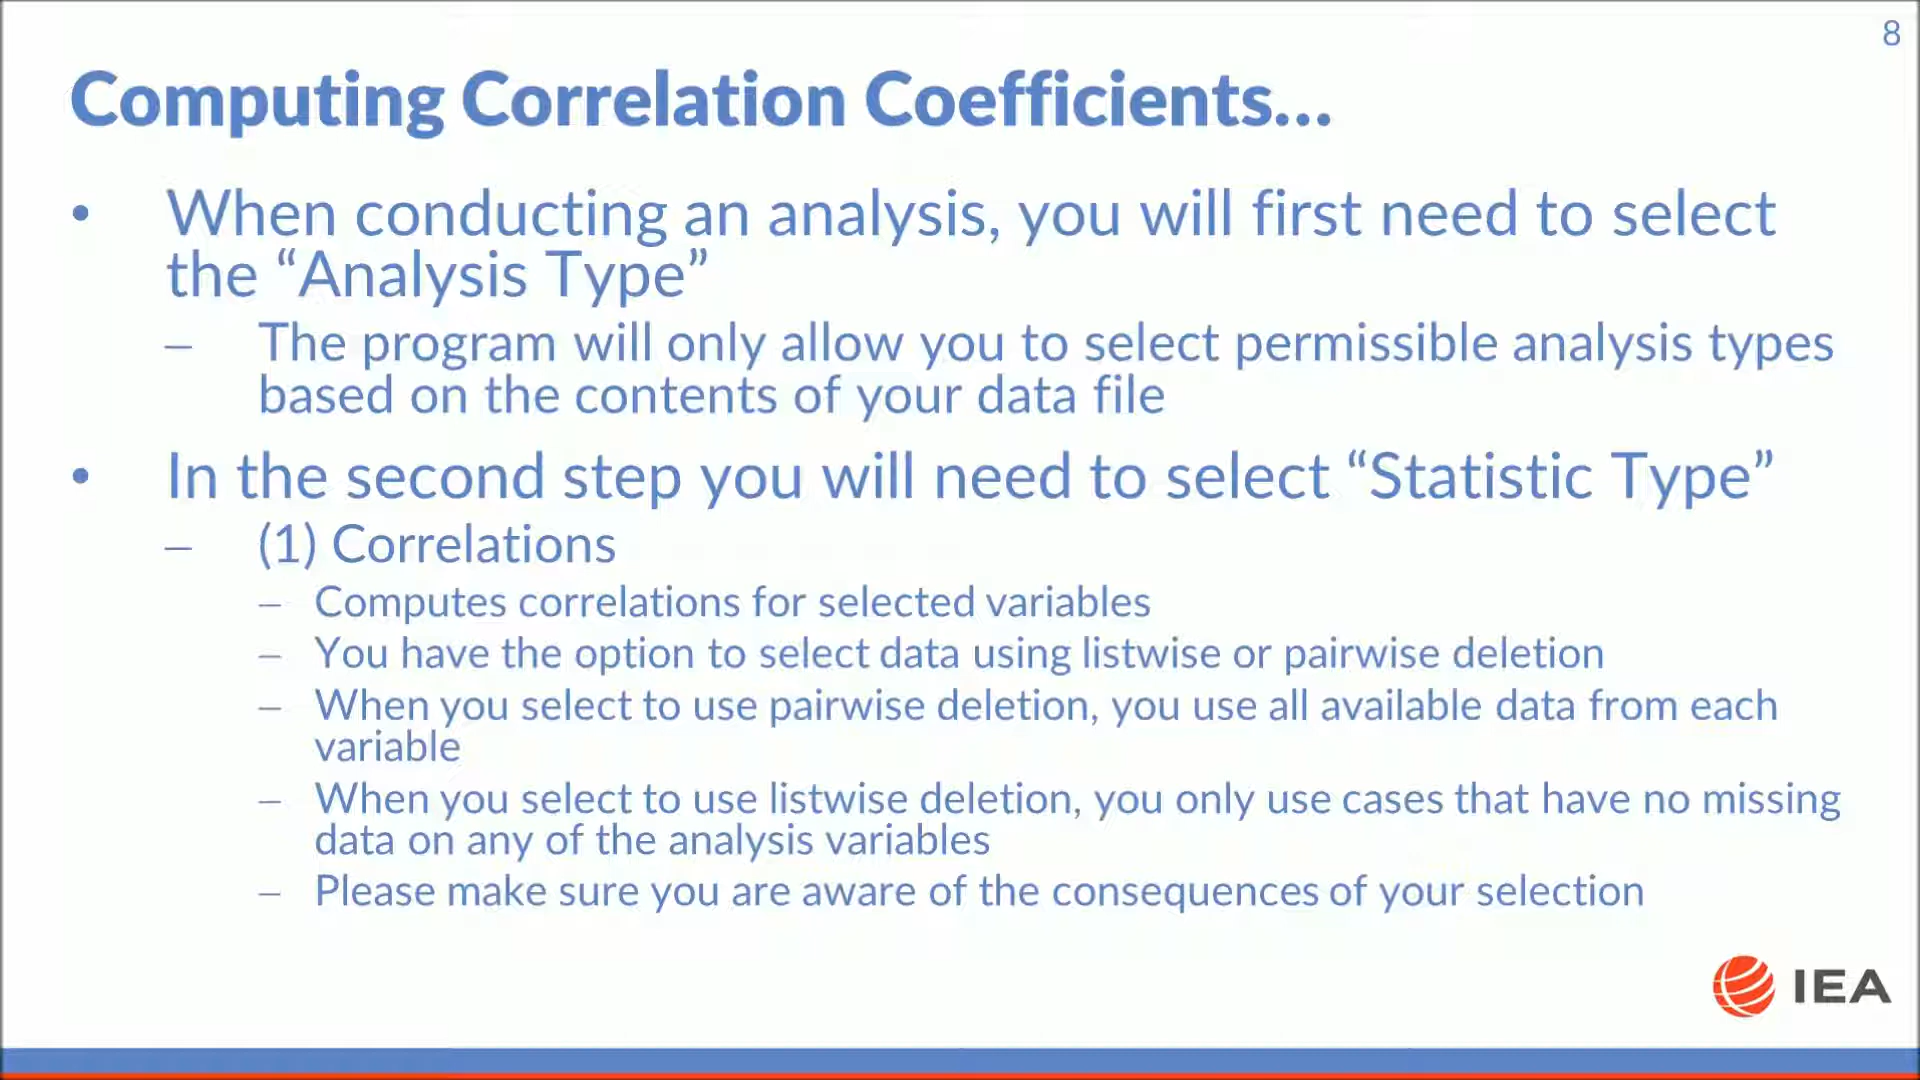 8
Computing Correlation Coefficients...
• When conducting an analysis, you will first need to select
the “Analysis Type”
– The program will only allow you to select permissible analysis types
based on the contents of your data file
• In the second step you will need to select “Statistic Type”
– (1) Correlations
– Computes correlations for selected variables
– You have the option to select data using listwise or pairwise deletion
– When you select to use pairwise deletion, you use all available data from each
variable
– When you select to use listwise deletion, you only use cases that have no missing
data on any of the analysis variables
– Please make sure you are aware of the consequences of your selection
IEA